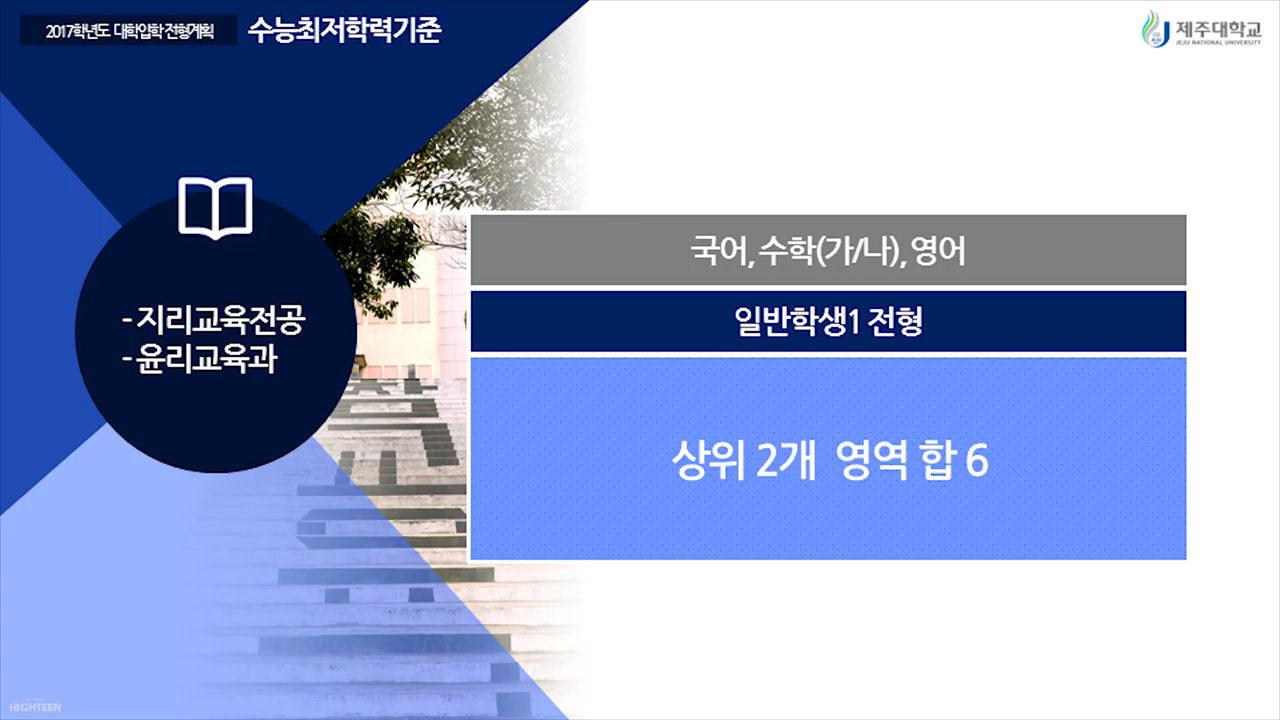 2017학년도 대학입학 전형계획
수능최저학력기준
제주대학교
JEJU NATIONAL UNIVERSITY
국어, 수학(가/나), 영어
일반학생1 전형
- 지리교육전공
- 윤리교육과
상위 2개 영역 합 6
HIGHTEEN